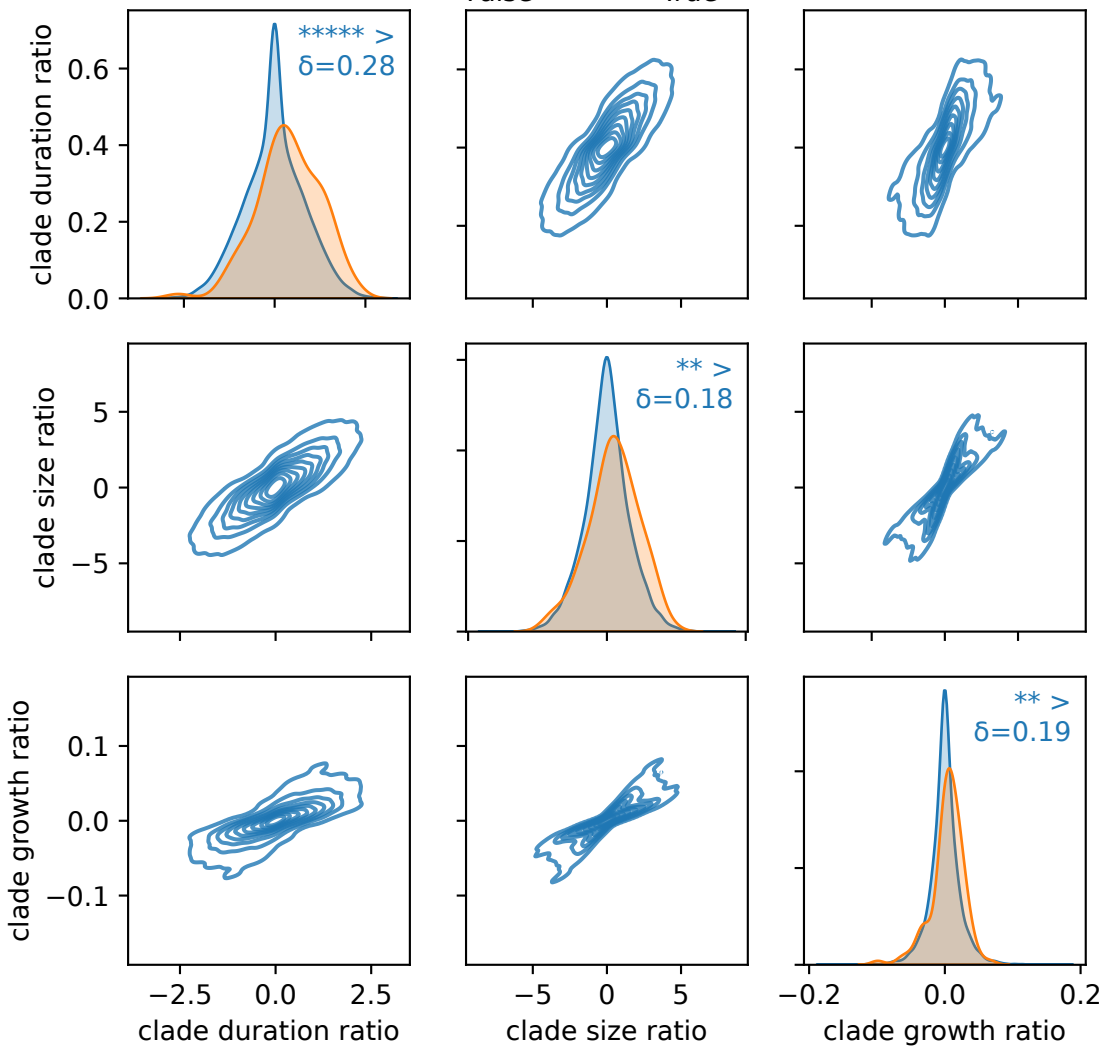 clade duration ratio
0.6
0.4
0.2
0.0
***** >
δ=0.28
clade size ratio
5
0
−5
** >
δ=0.18
clade growth ratio
0.1
0.0
−0.1
** >
δ=0.19
−2.5 0.0 2.5
−5 0 5
−0.2 0.0 0.2
clade duration ratio
clade size ratio
clade growth ratio